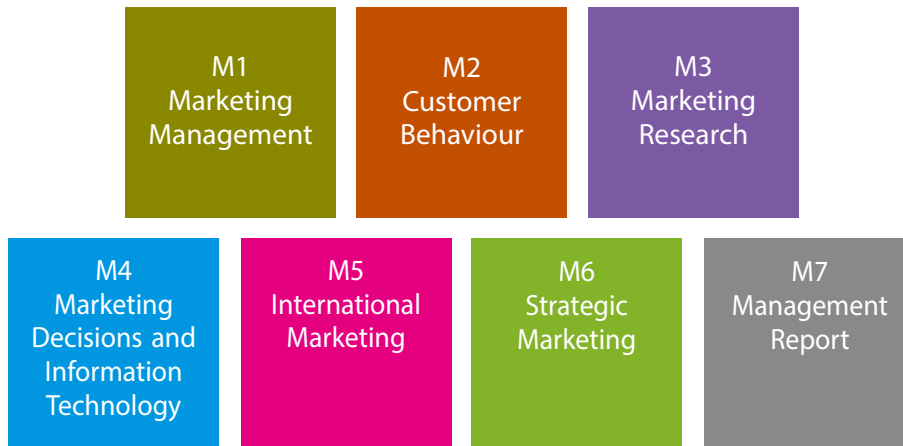 M1
Marketing
Management
M2
Customer
Behaviour
M3
Marketing
Research
M4
Marketing
Decisions and
Information
Technology
M5
International
Marketing
M6
Strategic
Marketing
M7
Management
Report